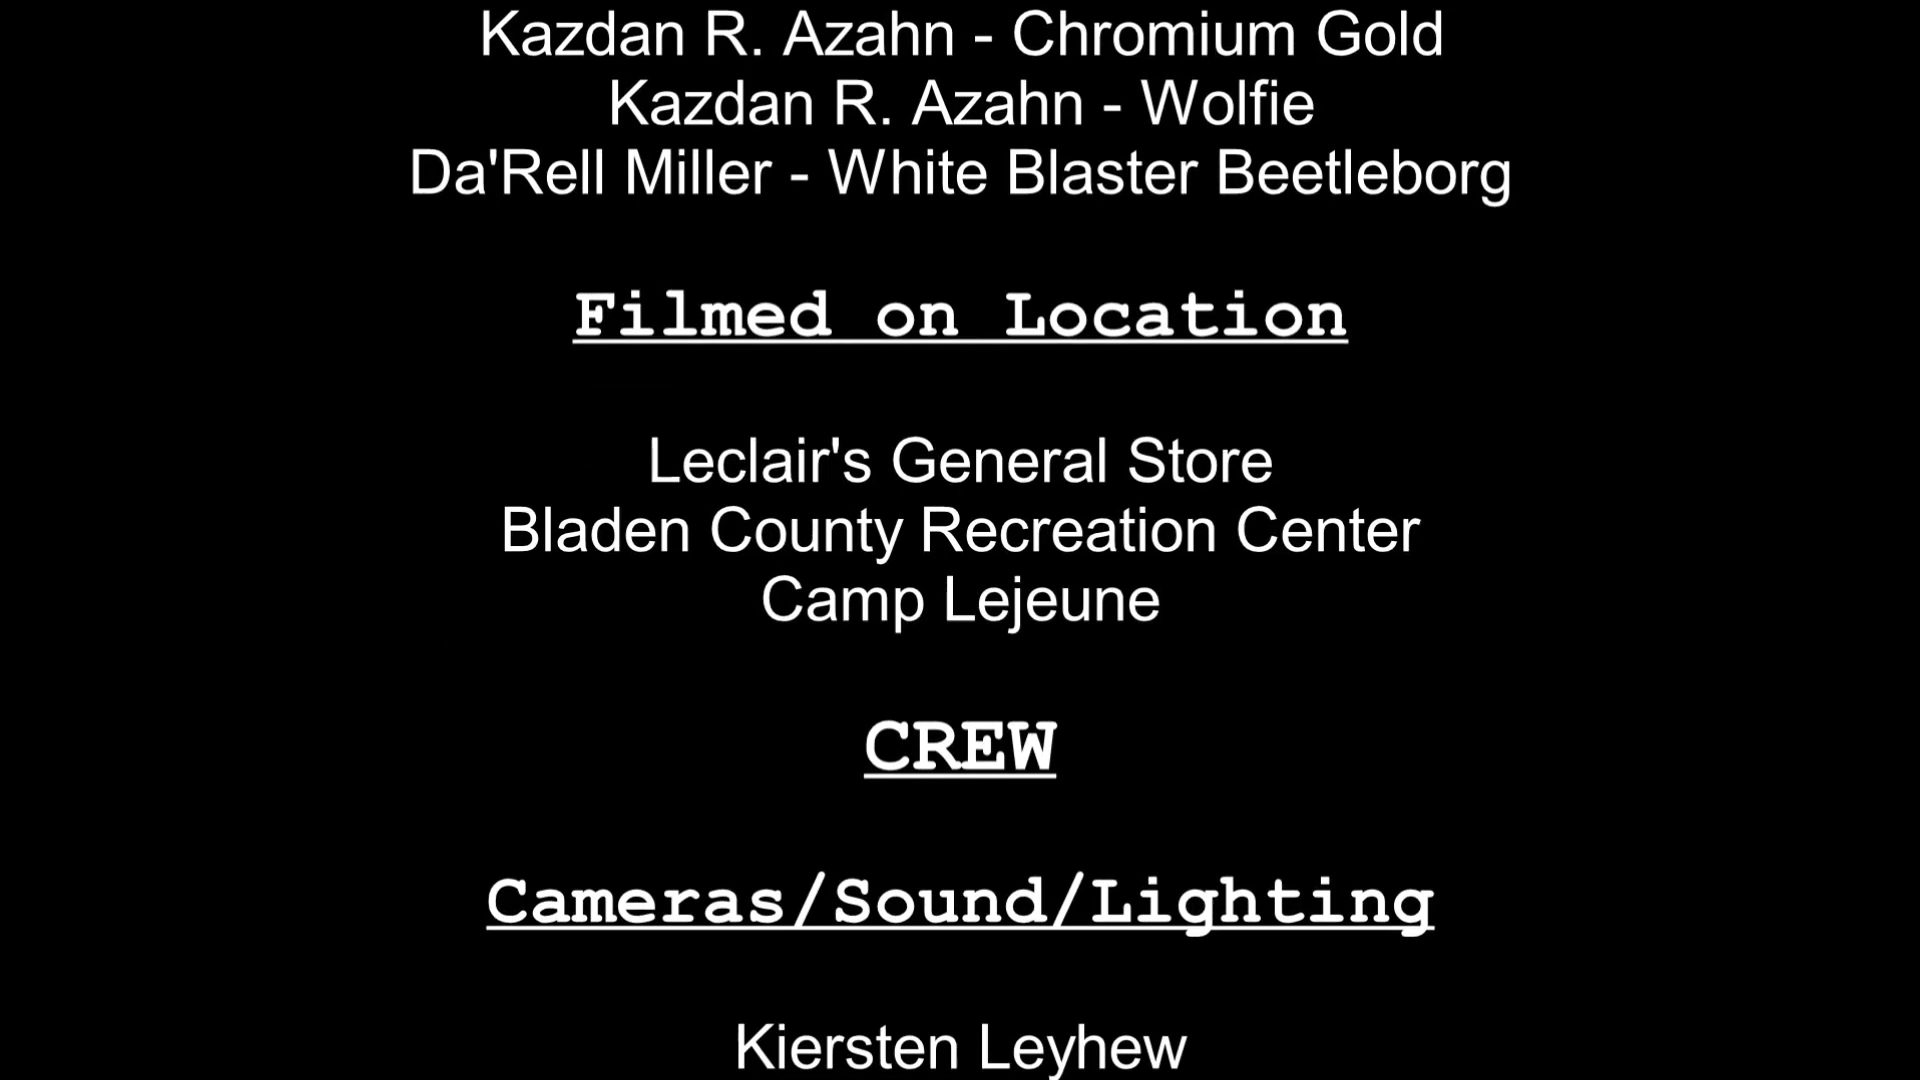 Kazdan R. Azahn - Chromium Gold
Kazdan R. Azahn - Wolfie
Da'Rell Miller - White Blaster Beetleborg
Filmed on Location
Leclair's General Store
Bladen County Recreation Center
Camp Lejeune
CREW
Cameras/Sound/Lighting
Kiersten Leyhew